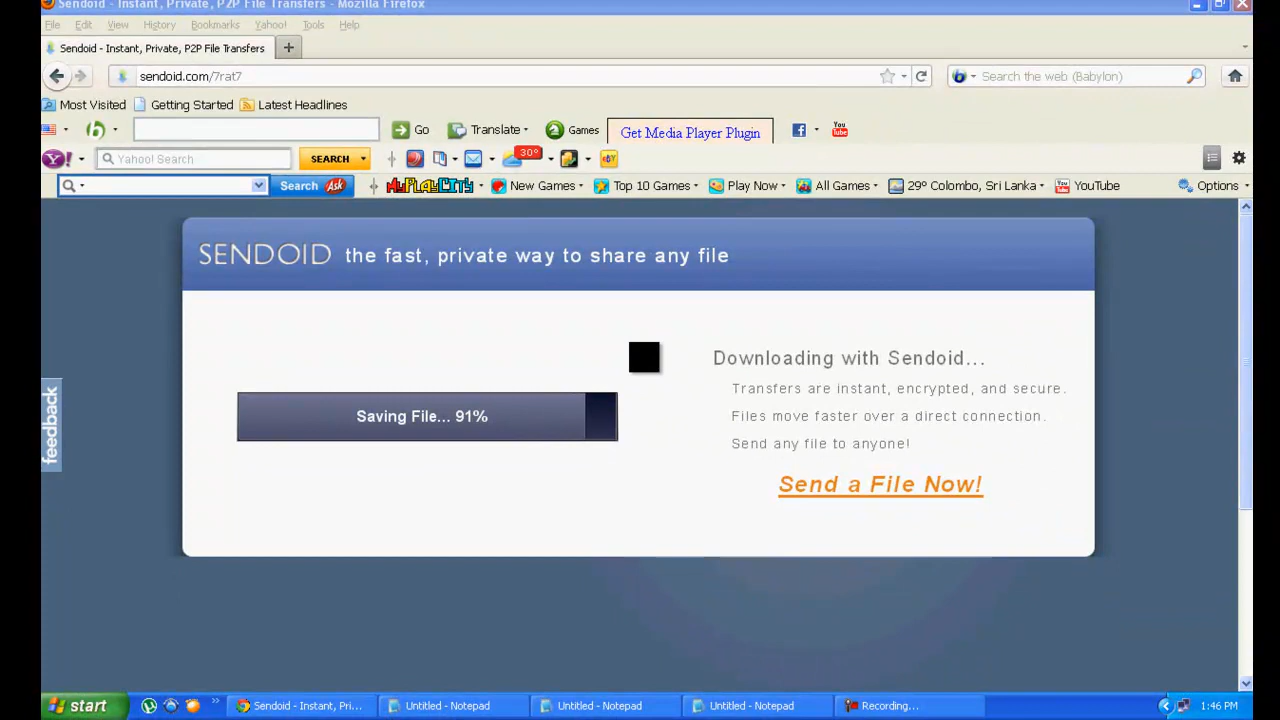 Sendoid - Instant, Private, P2P File Transfers - Mozilla Firefox
File Edit View History Bookmarks Yahoo! Tools Help
Sendoid - Instant, Private, P2P File Transfers
sendoid.com/7rat7
Search the web (Babylon)
Most Visited Getting Started Latest Headlines
Go Translate Games Get Media Player Plugin You Tube
Y! Yahoo! Search SEARCH 30°
Search Ask MyPlayCity New Games Top 10 Games Play Now All Games 29° Colombo, Sri Lanka YouTube Options
SENDOID the fast, private way to share any file
Downloading with Sendoid...
Transfers are instant, encrypted, and secure.
Saving File... 91%
Files move faster over a direct connection.
Send any file to anyone!
feedback
Send a File Now!
start Sendoid - Instant, Pri... Untitled - Notepad Untitled - Notepad Untitled - Notepad Recording... 1:46 PM